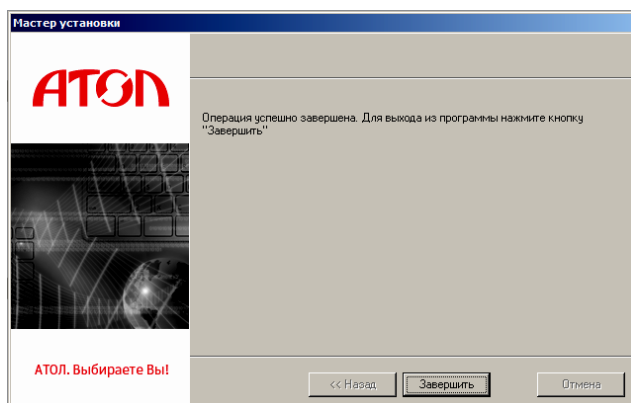 Мастер установки
АТОЛ
Операция успешно завершена. Для выхода из программы нажмите кнопку
"Завершить"
АТОЛ. Выбираете Вы!
<< Назад
Завершить
Отмена